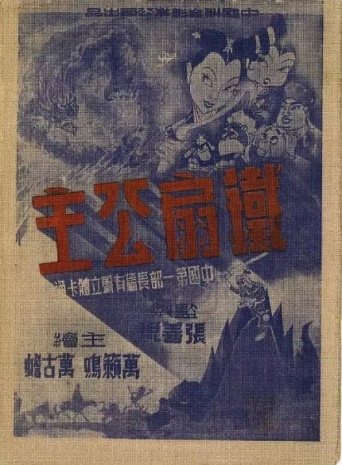 鐵扇公主
中國第一部長篇有聲立體卡通
張善琨
主繪
萬籟鳴 萬古蟾